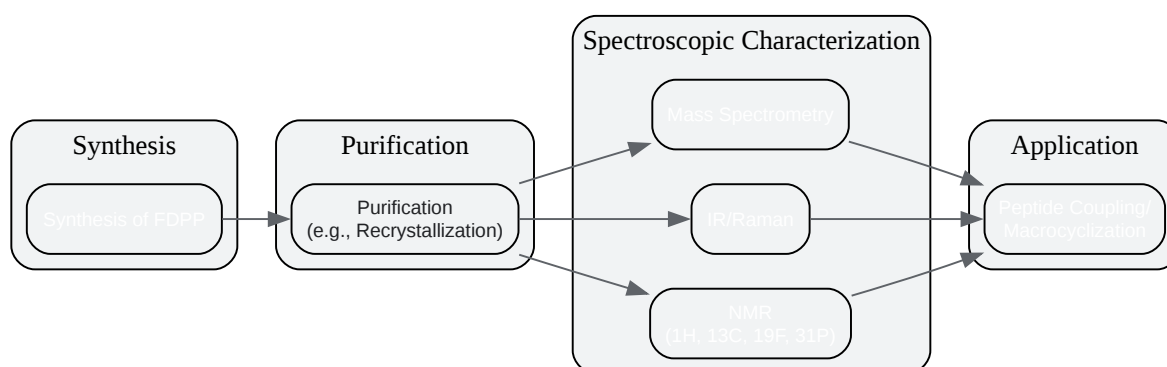 Spectroscopic Characterization
Mass Spectrometry
Synthesis
Purification
Application
Synthesis of FDPP
Purification
(e.g., Recrystallization)
IR/Raman
Peptide Coupling/
Macrocyclization
NMR
(1H, 13C, 19F, 31P)